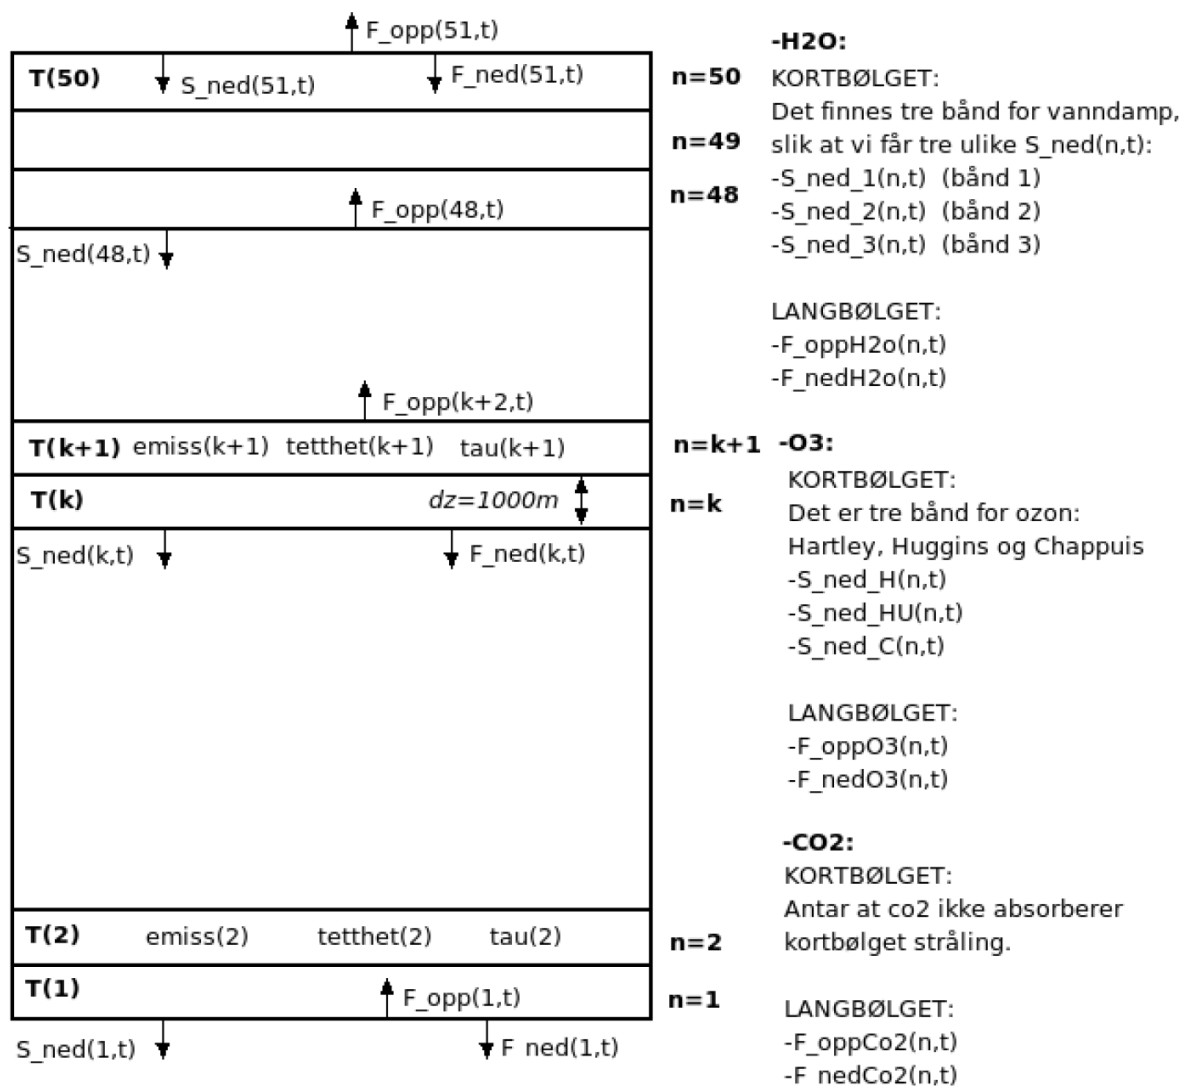 F_opp(51,t)
T(50)
S_ned(51,t)
F_ned(51,t)
n=50
n=49
n=48
F_opp(48,t)
S_ned(48,t)
F_opp(k+2,t)
T(k+1) emiss(k+1) tetthet(k+1) tau(k+1)
n=k+1
T(k)
dz=1000m
n=k
S_ned(k,t)
F_ned(k,t)
T(2) emiss(2) tetthet(2) tau(2)
n=2
T(1)
F_opp(1,t)
n=1
S_ned(1,t)
F_ned(1,t)
-H2O:
KORTBØLGET:
Det finnes tre bånd for vanndamp,
slik at vi får tre ulike S_ned(n,t):
-S_ned_1(n,t) (bånd 1)
-S_ned_2(n,t) (bånd 2)
-S_ned_3(n,t) (bånd 3)
LANGBØLGET:
-F_oppH2o(n,t)
-F_nedH2o(n,t)
-O3:
KORTBØLGET:
Det er tre bånd for ozon:
Hartley, Huggins og Chappuis
-S_ned_H(n,t)
-S_ned_HU(n,t)
-S_ned_C(n,t)
LANGBØLGET:
-F_oppO3(n,t)
-F_nedO3(n,t)
-CO2:
KORTBØLGET:
Antar at co2 ikke absorberer
kortbølget stråling.
LANGBØLGET:
-F_oppCo2(n,t)
-F_nedCo2(n,t)